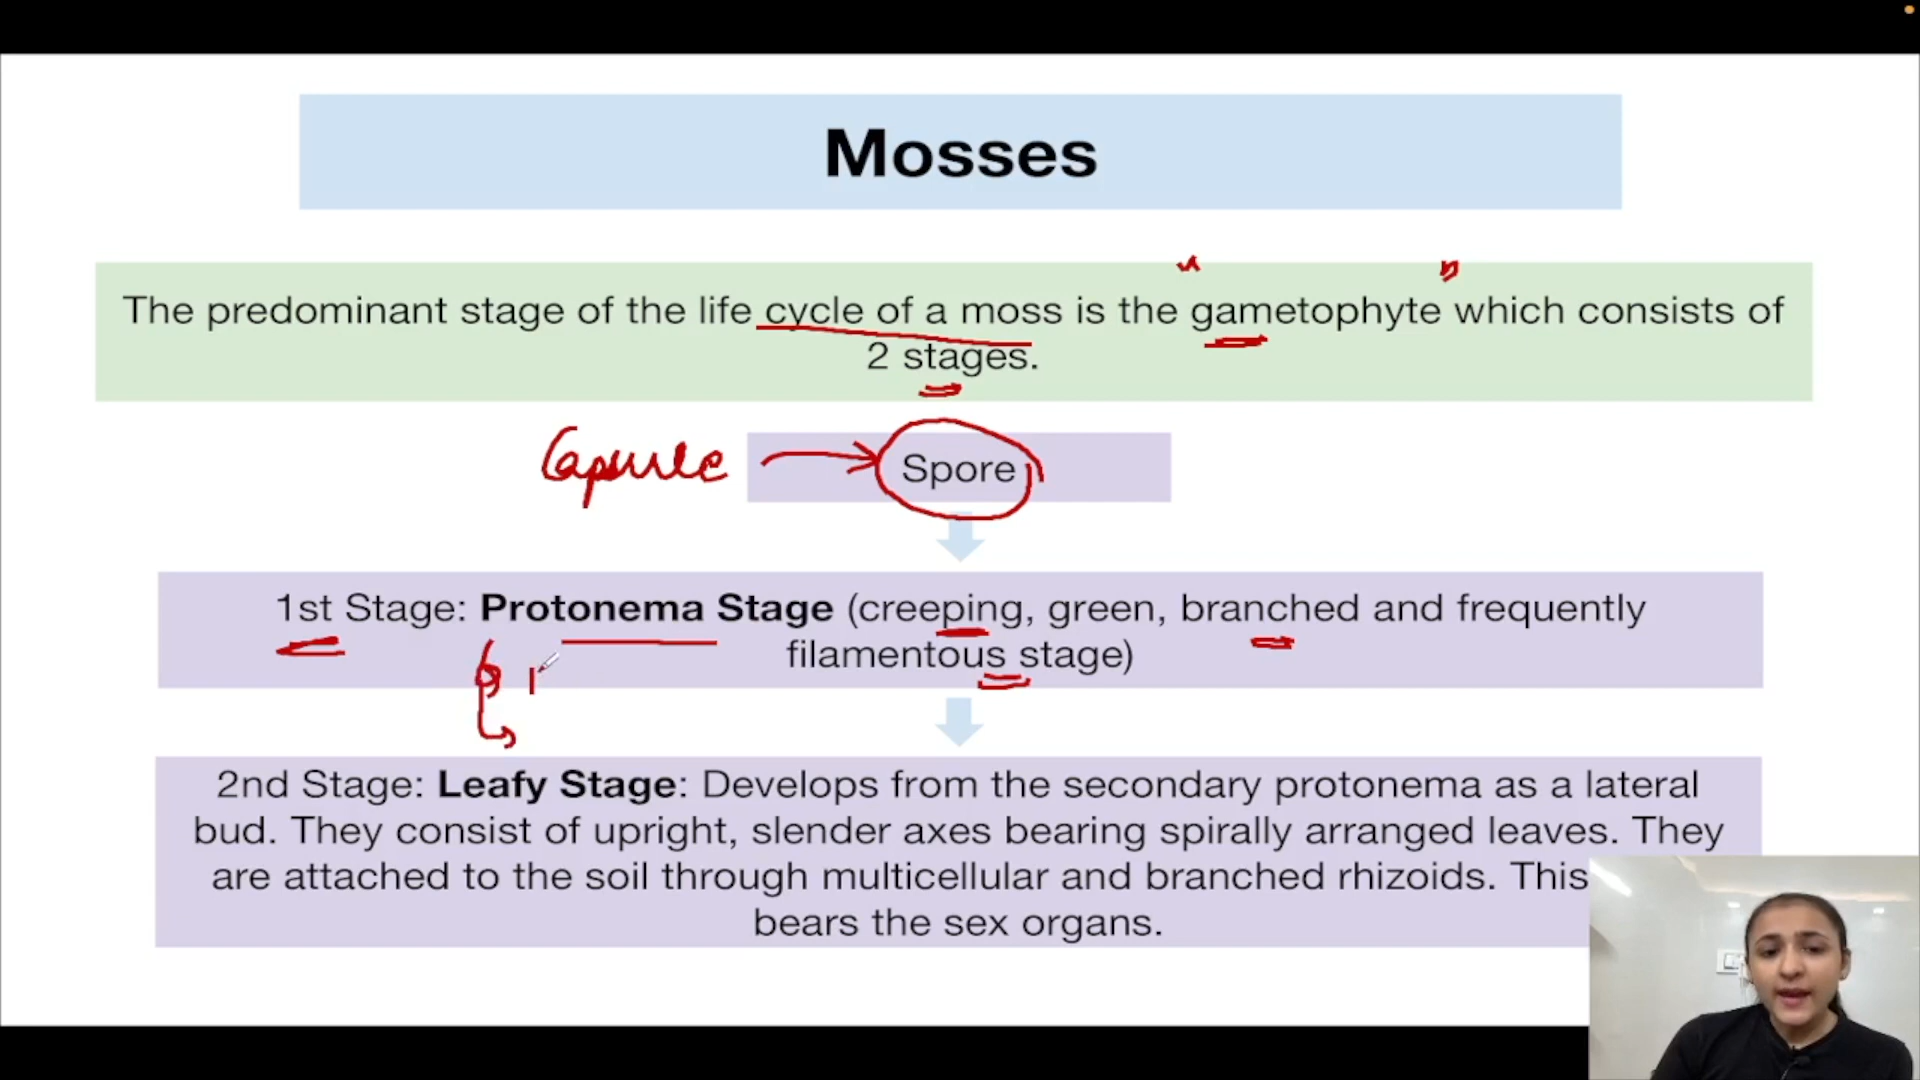 Mosses
The predominant stage of the life cycle of a moss is the gametophyte which consists of
2 stages.
Capsule
Spore
1st Stage: Protonema Stage (creeping, green, branched and frequently
filamentous stage)
2nd Stage: Leafy Stage: Develops from the secondary protonema as a lateral
bud. They consist of upright, slender axes bearing spirally arranged leaves. They
are attached to the soil through multicellular and branched rhizoids. This
bears the sex organs.